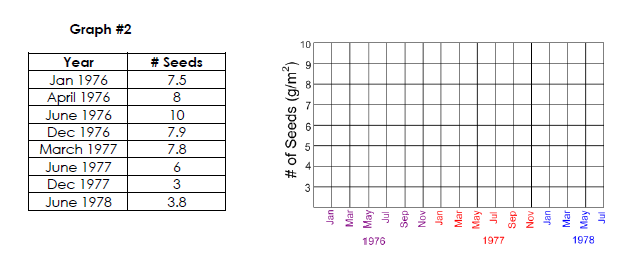 Graph #2
Year # Seeds
Jan 1976 7.5
April 1976 8
June 1976 10
Dec 1976 7.9
March 1977 7.8
June 1977 6
Dec 1977 3
June 1978 3.8
# of Seeds (g/m²)
10
9
8
7
6
5
4
3
Jan Mar May Jul Sep Nov Jan Mar May Jul Sep Nov Jan Mar May Jul
1976 1977 1978